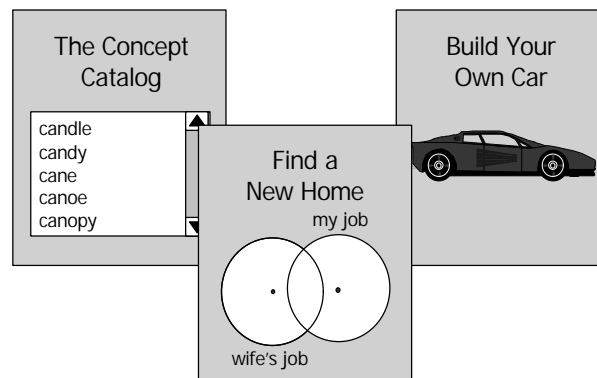 The Concept
Catalog
candle
candy
cane
canoe
canopy
Find a
New Home
my job
wife's job
Build Your
Own Car